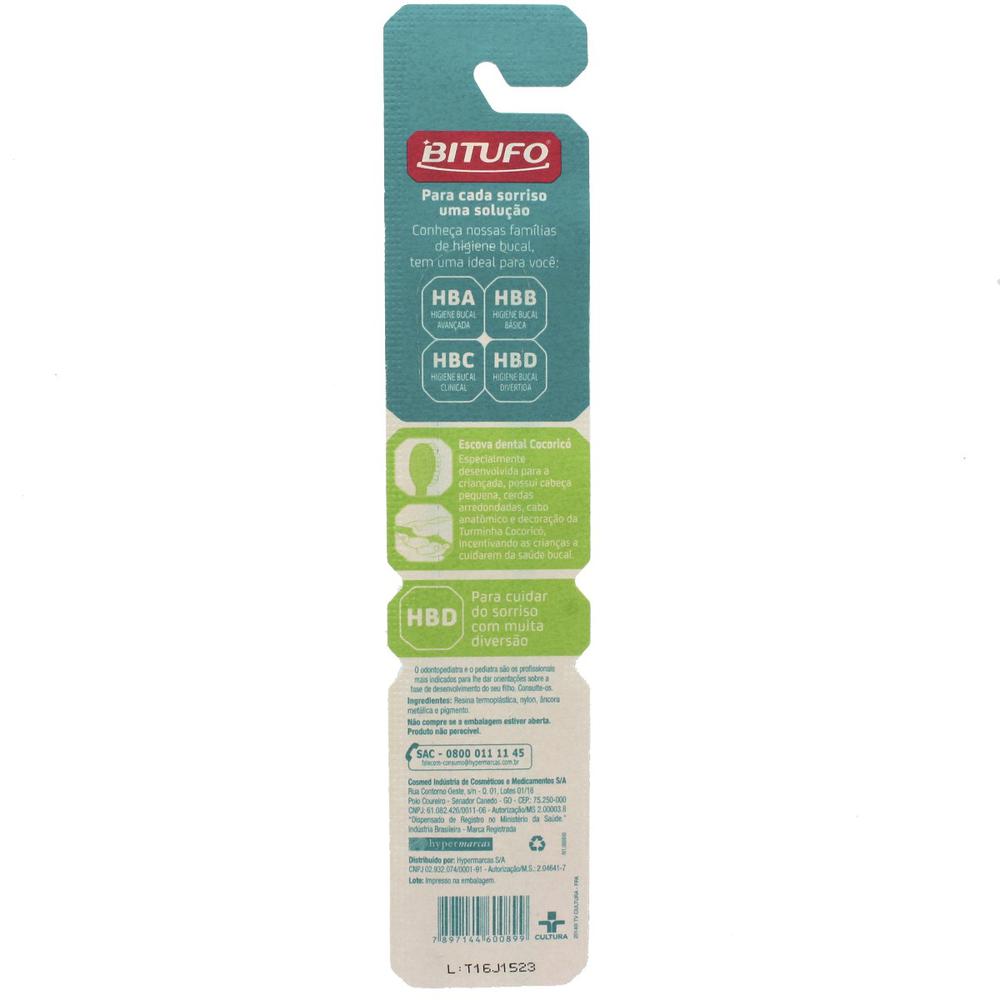 BITUFO
Para cada sorriso
uma solução
Conheça nossas famílias
de higiene bucal,
tem uma ideal para você:
HBA
HIGIENE BUCAL
AVANÇADA
HBB
HIGIENE BUCAL
BÁSICA
HBC
HIGIENE BUCAL
CLINICAL
HBD
HIGIENE BUCAL
DIVERTIDA
Escova dental Cocoricó
Especialmente
desenvolvida para a
criançada, possui cabeça
pequena, cerdas
arredondadas, cabo
anatômico e decoração da
Turminha Cocoricó,
incentivando as crianças a
cuidarem da saúde bucal.
HBD
Para cuidar
do sorriso
com muita
diversão
O odontopediatra e o pediatra são os profissionais
mais indicados para lhe dar orientações sobre a
fase de desenvolvimento do seu filho. Consulte-os.
Ingredientes: Resina termoplástica, nylon, âncora
metálica e pigmento.
Não compre se a embalagem estiver aberta.
Produto não perecível.
SAC - 0800 011 11 45
falecom-consumo@hypermarcas.com.br
Cosmed Indústria de Cosméticos e Medicamentos S/A
Rua Contorno Oeste, s/n - Q. 01, Lotes 01/16
Polo Coureiro - Senador Canedo - GO - CEP: 75.250-000
CNPJ: 61.082.426/0011-06 - Autorização/MS 2.00003.8
"Dispensado de Registro no Ministério da Saúde."
Indústria Brasileira - Marca Registrada
hypermarcas
Distribuído por: Hypermarcas S/A
CNPJ 02.932.074/0001-91 - Autorização/M.S.: 2.04641-7
Lote: Impresso na embalagem.
7 897144 600899
CULTURA
TV CULTURA - FPA
L:T16J1523